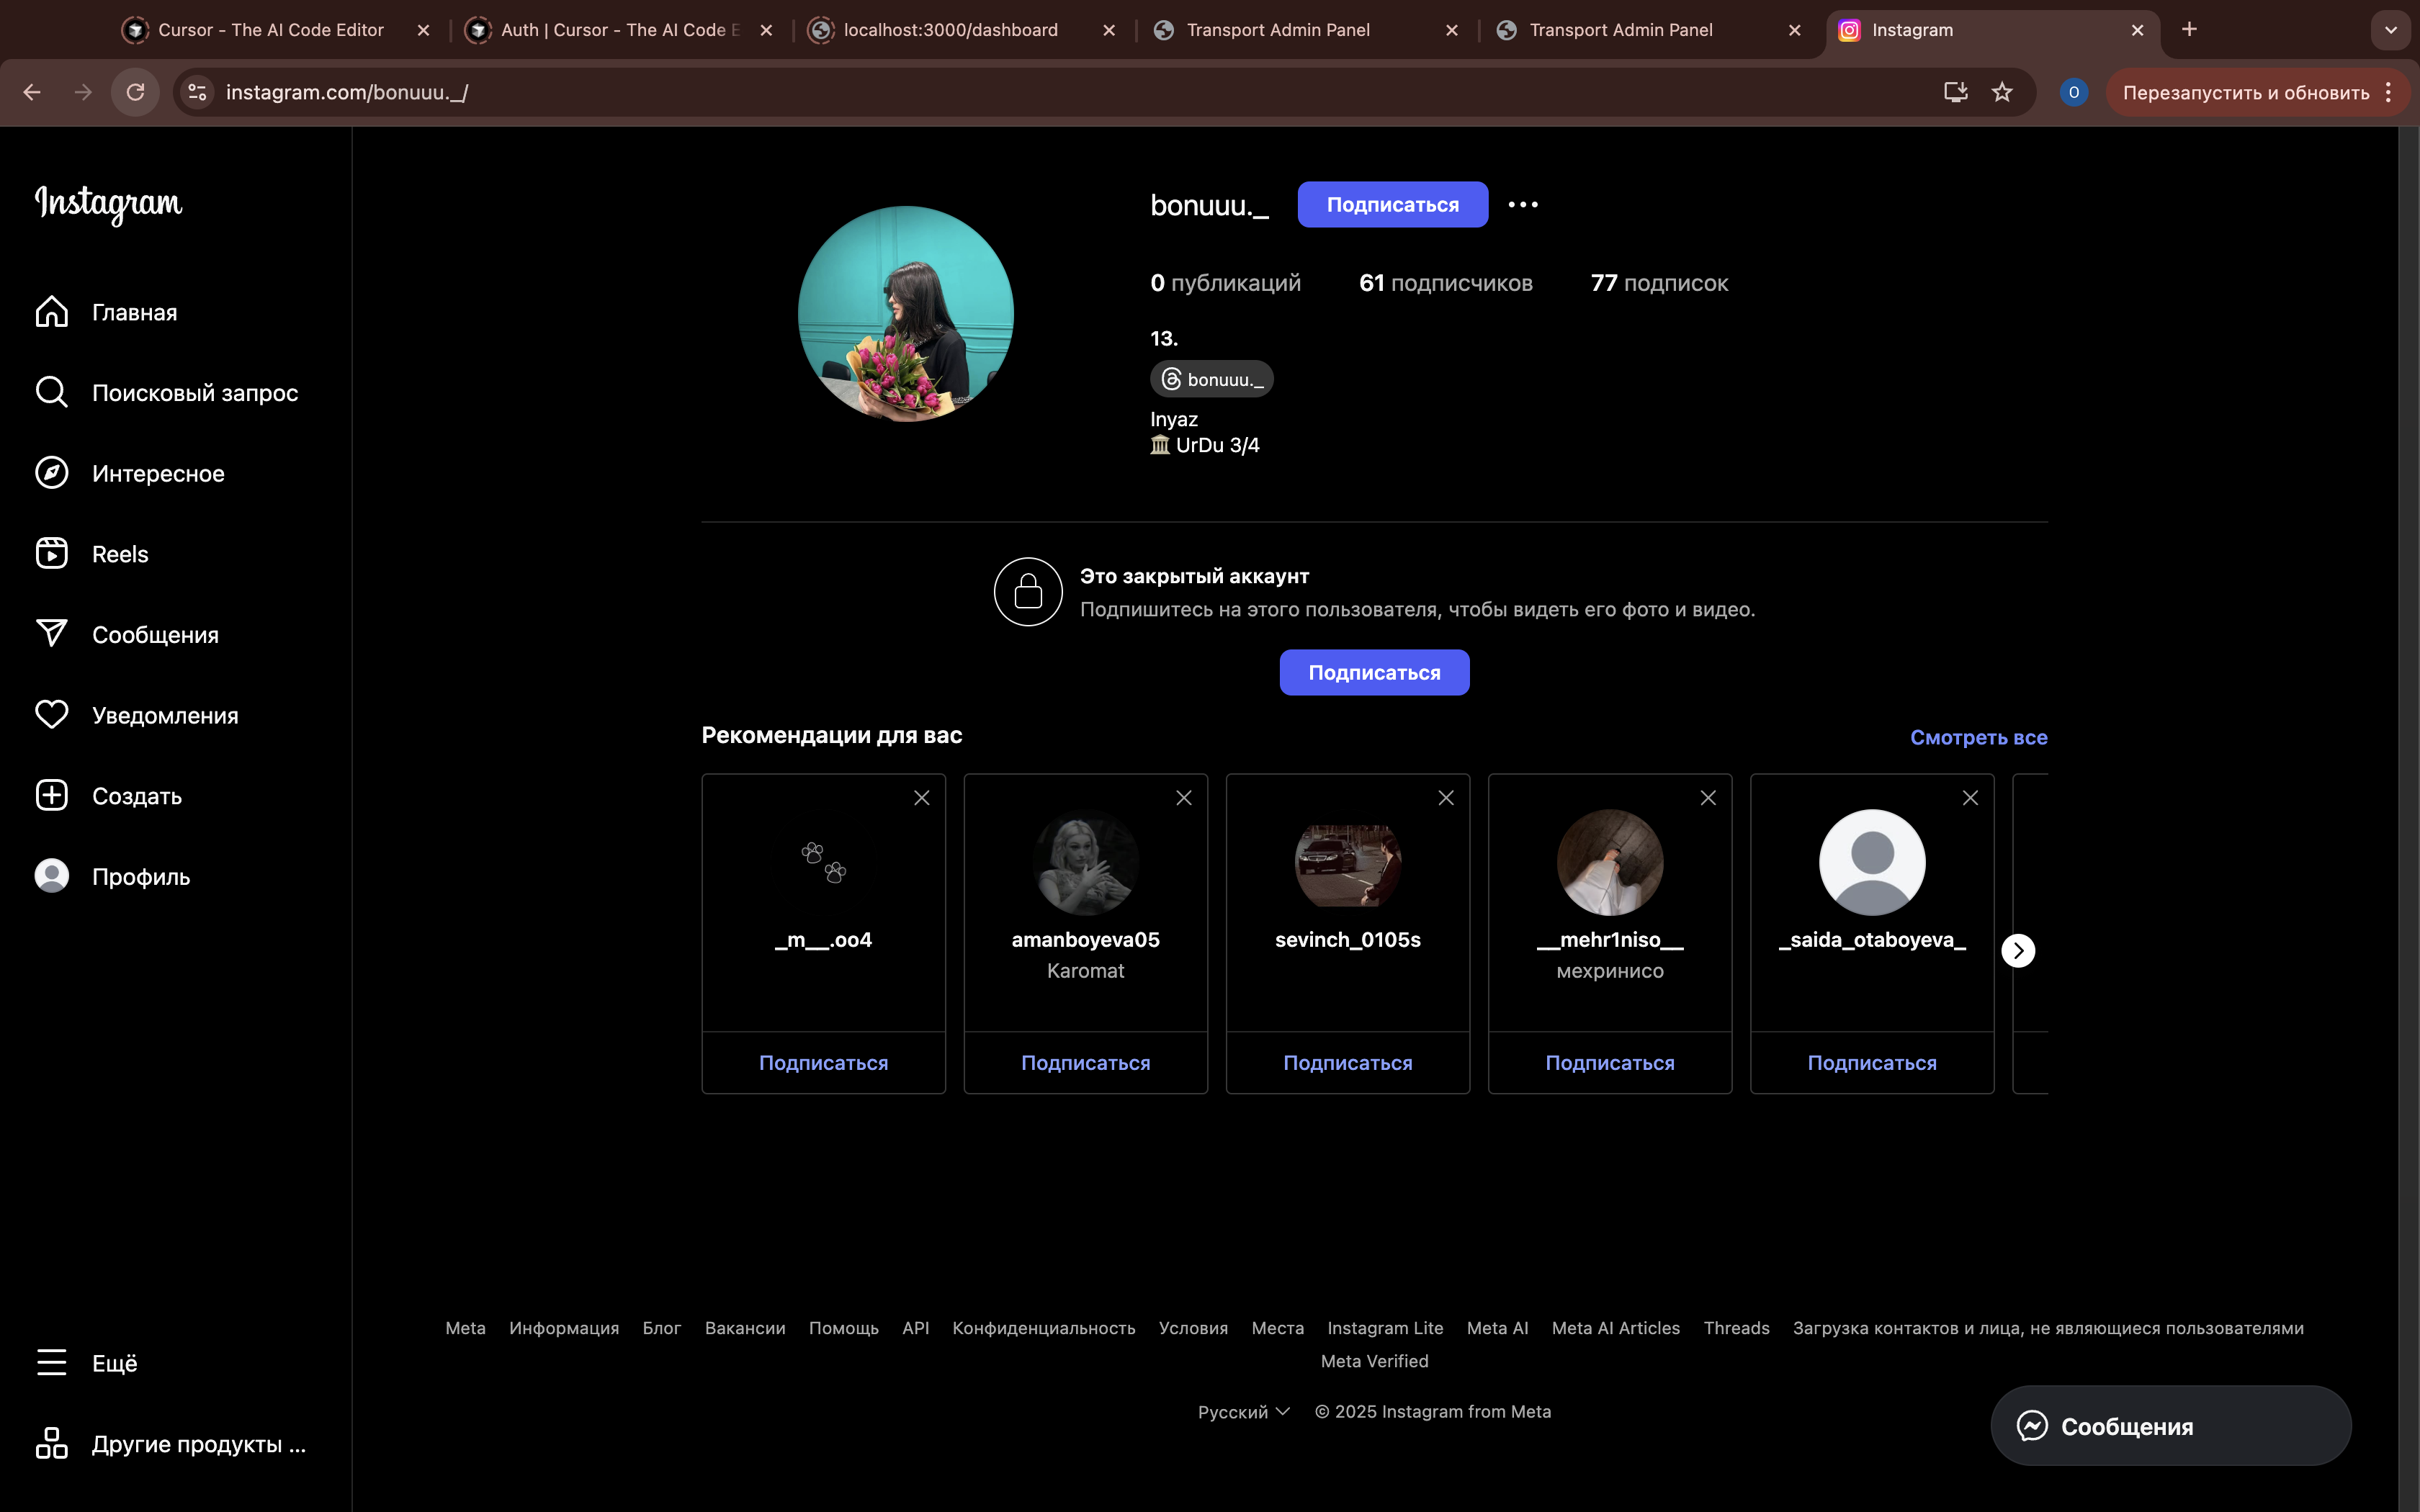 Cursor - The AI Code Editor
Auth | Cursor - The AI Code E
localhost:3000/dashboard
Transport Admin Panel
Transport Admin Panel
Instagram
instagram.com/bonuuu._/
O
Перезапустить и обновить
Instagram
Главная
Поисковый запрос
Интересное
Reels
Сообщения
Уведомления
Создать
Профиль
Ещё
Другие продукты ...
bonuuu._
Подписаться
0 публикаций
61 подписчиков
77 подписок
13.
bonuuu._
Inyaz
🏛 UrDu 3/4
Это закрытый аккаунт
Подпишитесь на этого пользователя, чтобы видеть его фото и видео.
Подписаться
Рекомендации для вас
Смотреть все
_m__.oo4
Подписаться
amanboyeva05
Karomat
Подписаться
sevinch_0105s
Подписаться
__mehr1niso__
мехринисо
Подписаться
_saida_otaboyeva_
Подписаться
Meta Информация Блог Вакансии Помощь API Конфиденциальность Условия Места Instagram Lite Meta AI Meta AI Articles Threads Загрузка контактов и лица, не являющиеся пользователями
Meta Verified
Русский
© 2025 Instagram from Meta
Сообщения